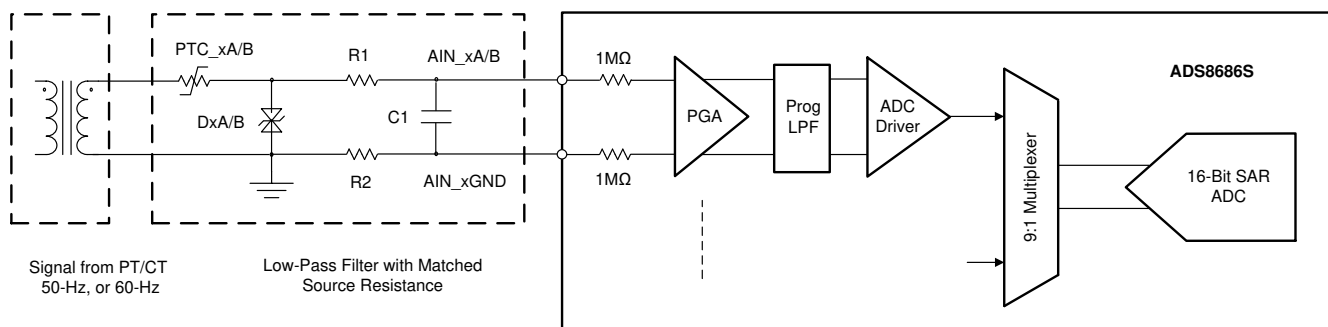 PTC_xA/B
R1
AIN_xA/B
1MΩ
ADS8686S
DxA/B
C1
PGA
Prog
LPF
ADC
Driver
9:1 Multiplexer
16-Bit SAR
ADC
R2
AIN_xGND
1MΩ
Signal from PT/CT
50-Hz, or 60-Hz
Low-Pass Filter with Matched
Source Resistance